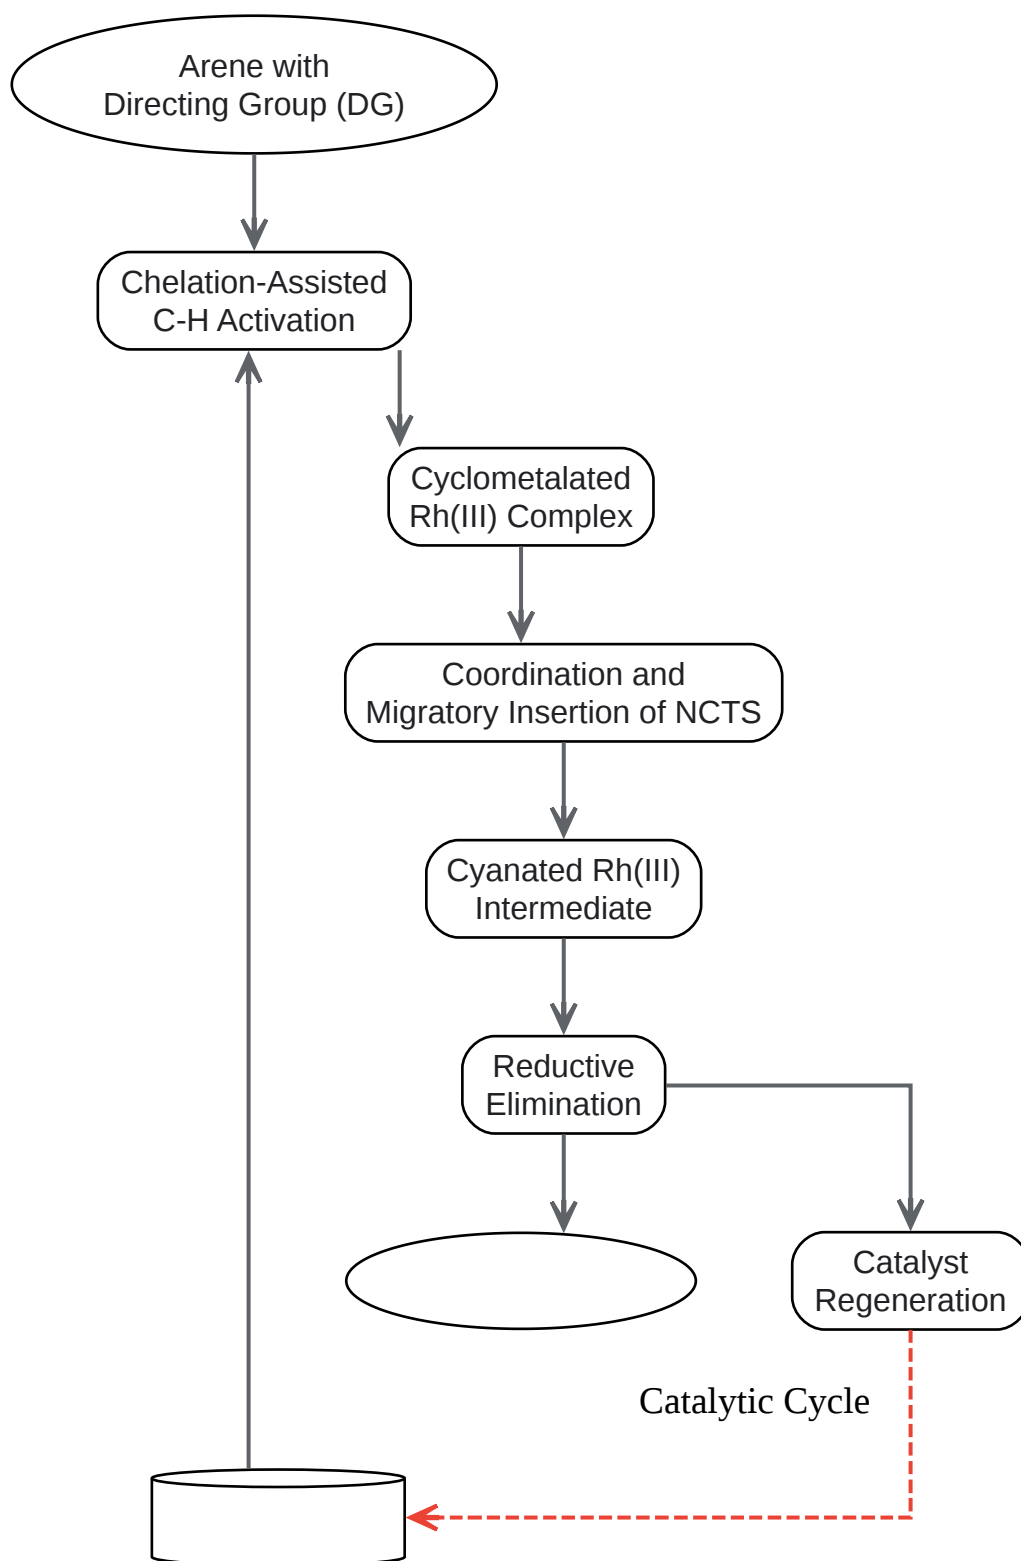 Arene with
Directing Group (DG)
Chelation-Assisted
C-H Activation
Cyclometalated
Rh(III) Complex
Coordination and
Migratory Insertion of NCTS
Cyanated Rh(III)
Intermediate
Reductive
Elimination
Catalyst
Regeneration
Catalytic Cycle